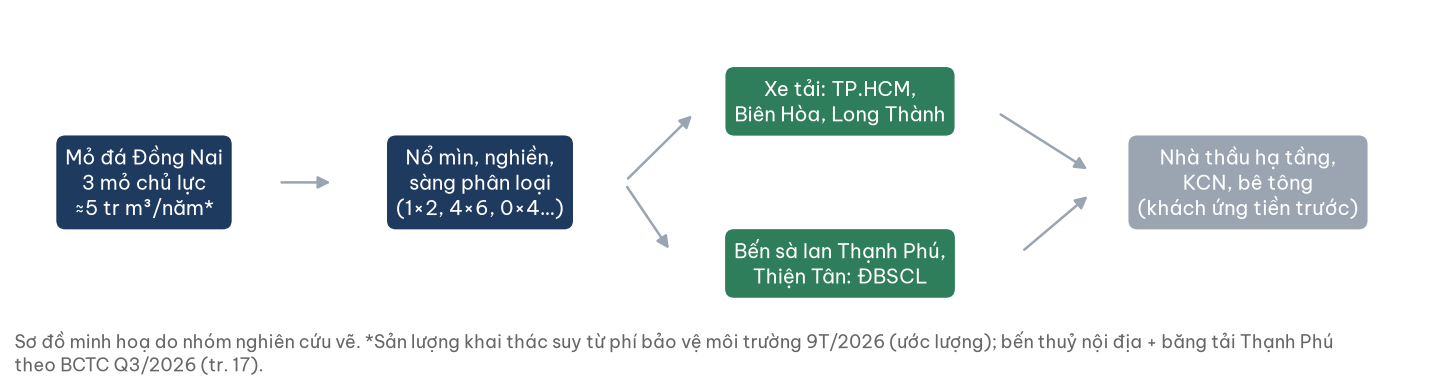 Mỏ đá Đồng Nai
3 mỏ chủ lực
≈5 tr m³/năm*
Nổ mìn, nghiền,
sàng phân loại
(1×2, 4×6, 0×4...)
Xe tải: TP.HCM,
Biên Hòa, Long Thành
Bến sà lan Thạnh Phú,
Thiện Tân: ĐBSCL
Nhà thầu hạ tầng,
KCN, bê tông
(khách ứng tiền trước)
Sơ đồ minh hoạ do nhóm nghiên cứu vẽ. *Sản lượng khai thác suy từ phí bảo vệ môi trường 9T/2026 (ước lượng); bến thuỷ nội địa + băng tải Thạnh Phú
theo BCTC Q3/2026 (tr. 17).